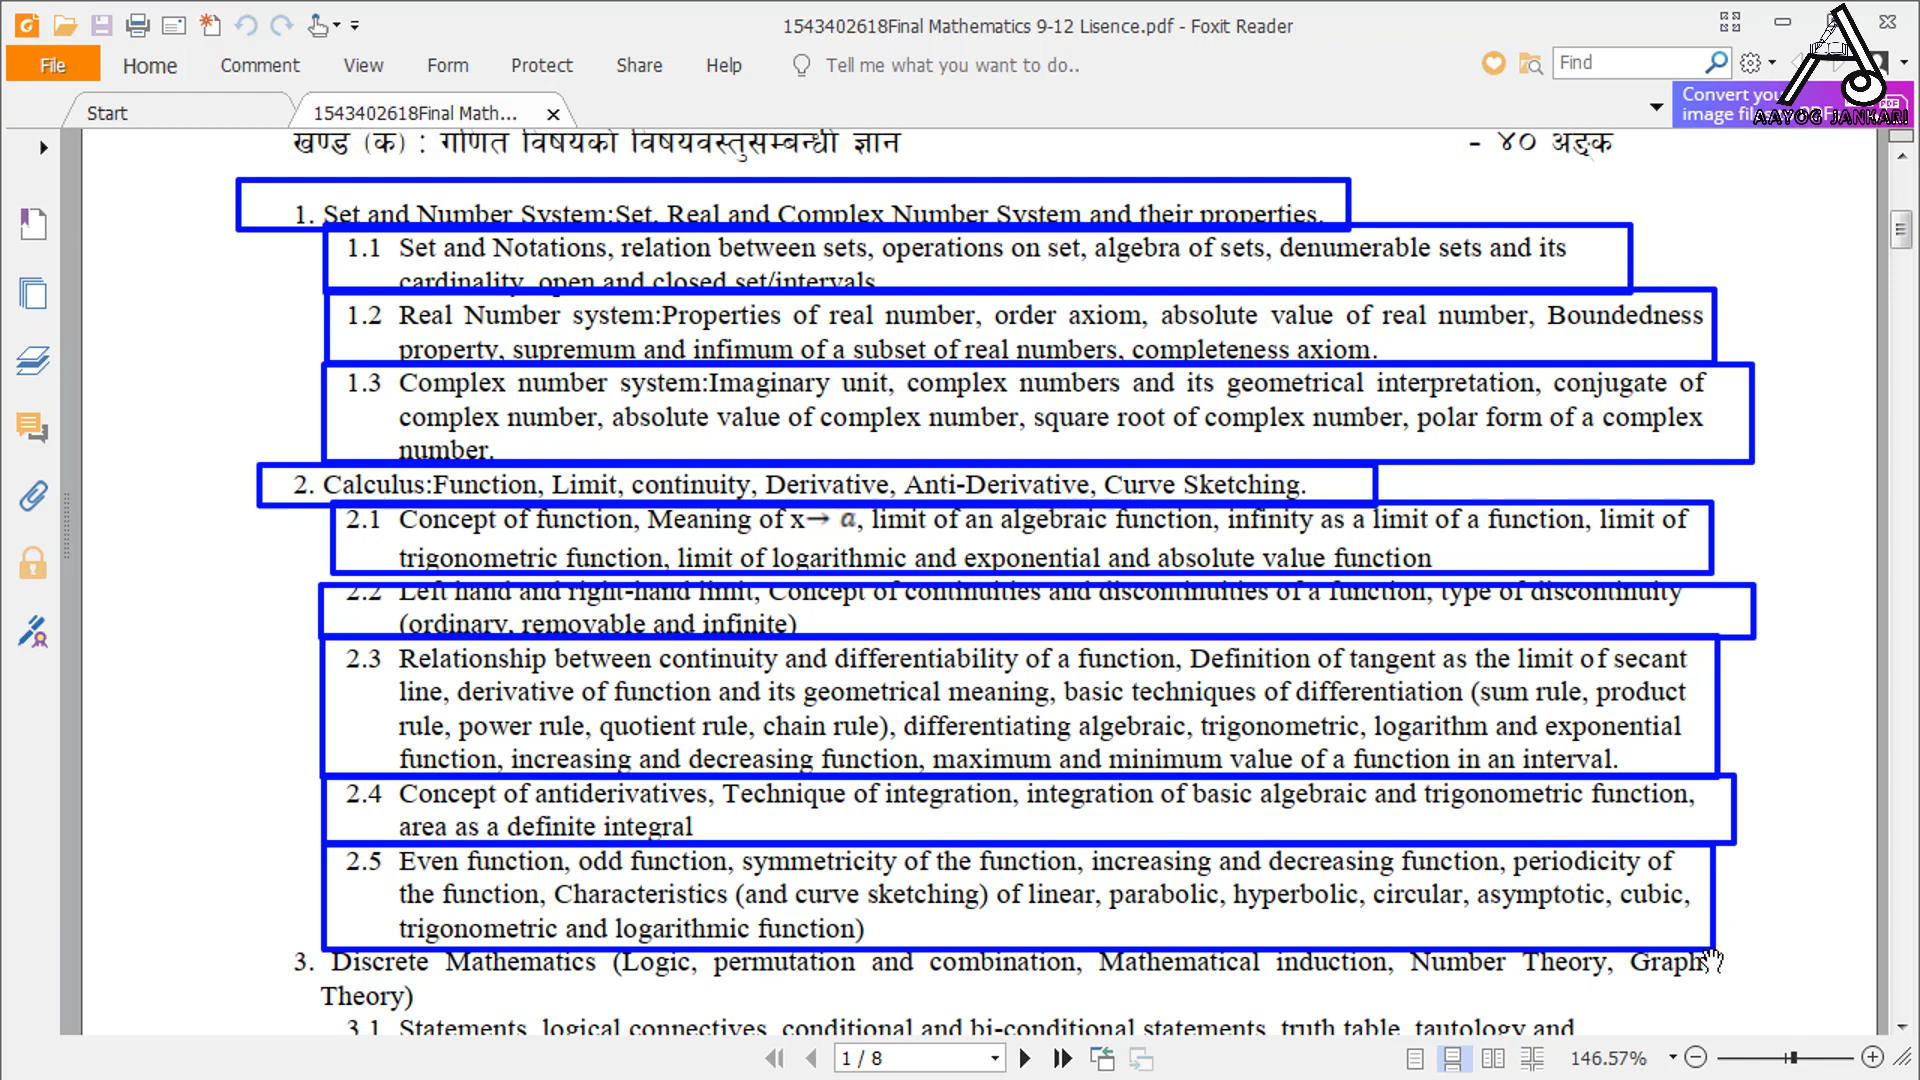 1543402618Final Mathematics 9-12 Lisence.pdf - Foxit Reader
File Home Comment View Form Protect Share Help Tell me what you want to do.. Find
Start 1543402618Final Math...
Convert you
image fil
AAYOG JANKARI
खण्ड (क) : गणित विषयको विषयवस्तुसम्बन्धी ज्ञान - ४० अङ्क
1. Set and Number System:Set, Real and Complex Number System and their properties.
1.1 Set and Notations, relation between sets, operations on set, algebra of sets, denumerable sets and its
cardinality, open and closed set/intervals
1.2 Real Number system:Properties of real number, order axiom, absolute value of real number, Boundedness
property, supremum and infimum of a subset of real numbers, completeness axiom.
1.3 Complex number system:Imaginary unit, complex numbers and its geometrical interpretation, conjugate of
complex number, absolute value of complex number, square root of complex number, polar form of a complex
number.
2. Calculus:Function, Limit, continuity, Derivative, Anti-Derivative, Curve Sketching.
2.1 Concept of function, Meaning of x→ a, limit of an algebraic function, infinity as a limit of a function, limit of
trigonometric function, limit of logarithmic and exponential and absolute value function
2.2 Left hand and right-hand limit, Concept of continuities and discontinuities of a function, type of discontinuity
(ordinary, removable and infinite)
2.3 Relationship between continuity and differentiability of a function, Definition of tangent as the limit of secant
line, derivative of function and its geometrical meaning, basic techniques of differentiation (sum rule, product
rule, power rule, quotient rule, chain rule), differentiating algebraic, trigonometric, logarithm and exponential
function, increasing and decreasing function, maximum and minimum value of a function in an interval.
2.4 Concept of antiderivatives, Technique of integration, integration of basic algebraic and trigonometric function,
area as a definite integral
2.5 Even function, odd function, symmetricity of the function, increasing and decreasing function, periodicity of
the function, Characteristics (and curve sketching) of linear, parabolic, hyperbolic, circular, asymptotic, cubic,
trigonometric and logarithmic function)
3. Discrete Mathematics (Logic, permutation and combination, Mathematical induction, Number Theory, Graph
Theory)
3.1 Statements, logical connectives, conditional and bi-conditional statements, truth table, tautology and
1 / 8 146.57%